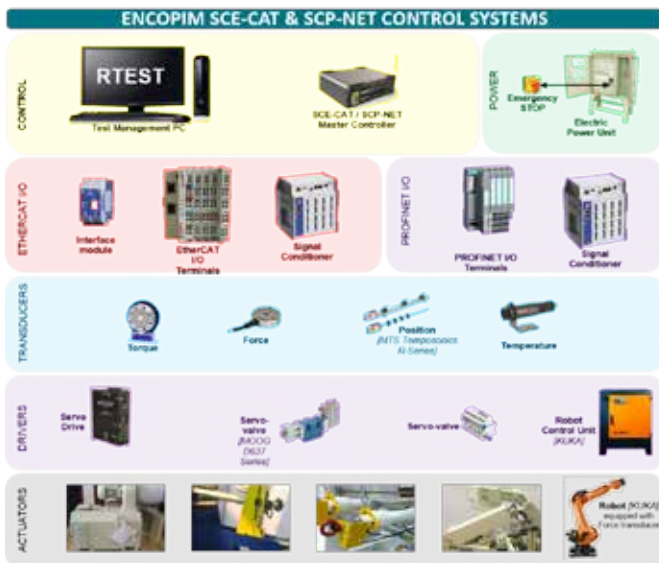 ENCOPIM SCE-CAT & SCP-NET CONTROL SYSTEMS
CONTROL
RTEST
Test Management PC
SCE-CAT / SCP-NET
Master Controller
POWER
Emergency
STOP
Electric
Power Unit
ETHERCAT I/O
Interface
module
EtherCAT
I/O
Terminals
Signal
Conditioner
PROFINET I/O
PROFINET I/O
Terminals
Signal
Conditioner
TRANSDUCERS
Torque
Force
Position
[MTS Temposonics
R-Series]
Temperature
DRIVERS
Servo
Drive
Servo-
valve
[MOOG
D637
Series]
Servo-valve
Robot
Control Unit
[KUKA]
ACTUATORS
Robot [KUKA]
equipped with
Force transducer